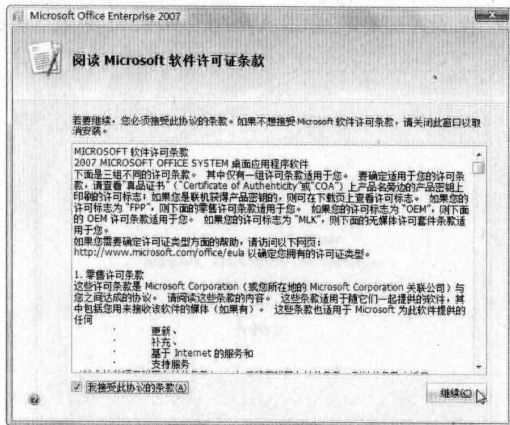 Microsoft Office Enterprise 2007
阅读 Microsoft 软件许可证条款
若要继续，您必须接受此协议的条款。如果不想接受 Microsoft 软件许可条款，请关闭此窗口以取
消安装。
MICROSOFT 软件许可条款
2007 MICROSOFT OFFICE SYSTEM 桌面应用程序软件
下面是三组不同的许可条款。 其中仅有一组许可条款适用于您。 要确定适用于您的许可条
款，请查看“真品证书”（“Certificate of Authenticity”或“COA”）上产品名旁边的产品密钥上
印刷的许可标志；如果您是联机获得产品密钥的，则可在下载页上查看许可标志。 如果您的
许可标志为“FPP”，则下面的零售许可条款适用于您。 如果您的许可标志为“OEM”，则下面
的 OEM 许可条款适用于您。 如果您的许可标志为“MLK”，则下面的无媒体许可套件条款适
用于您。
如果您需要确定许可证类型方面的帮助，请访问以下网页：
http://www.microsoft.com/office/eula 以确定您拥有的许可证类型。
1. 零售许可条款
这些许可条款是 Microsoft Corporation（或您所在地的 Microsoft Corporation 关联公司）与
您之间达成的协议。 请阅读这些条款的内容。 这些条款适用于随它们一起提供的软件，其
中包括您用来接收该软件的媒体（如果有）。 这些条款也适用于 Microsoft 为此软件提供的
任何
· 更新、
· 补充、
· 基于 Internet 的服务和
· 支持服务
我接受此协议的条款(A)
继续(C)